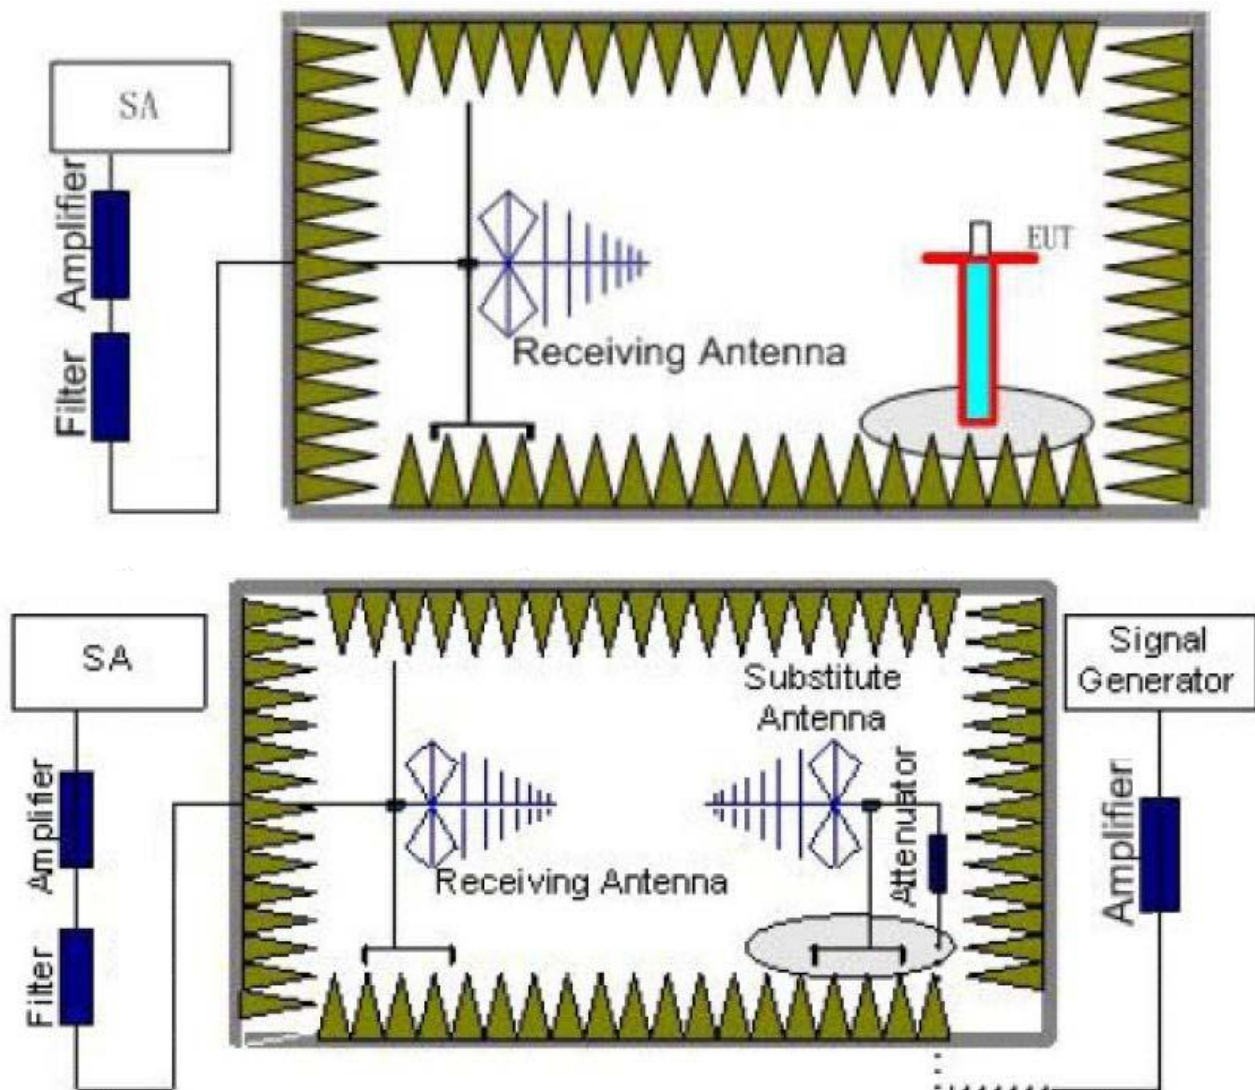 SA
Amplifier
Filter
EUT
Receiving Antenna
SA
Amplifier
Filter
Receiving Antenna
Substitute
Antenna
Attenuator
Signal
Generator
Amplifier